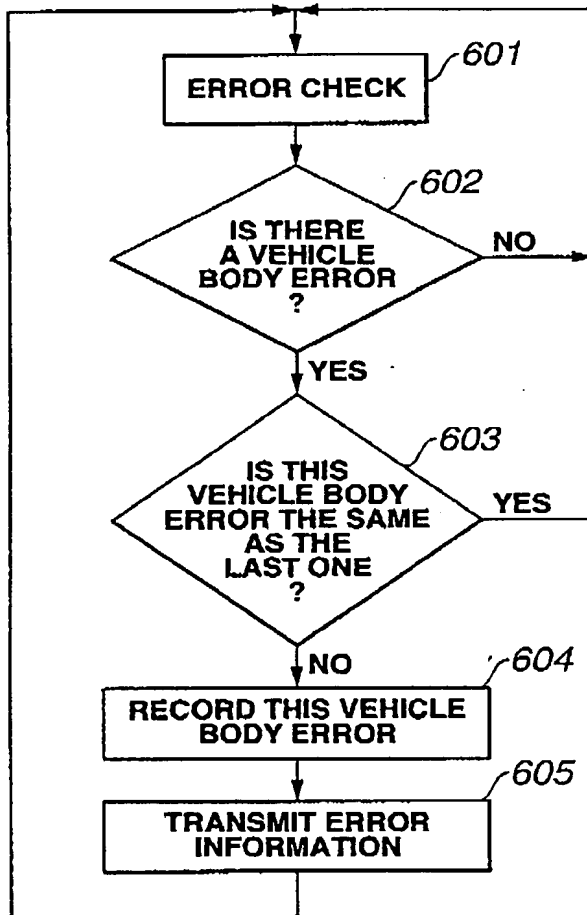 601
ERROR CHECK
602
IS THERE
A VEHICLE
BODY ERROR
?
NO
YES
603
IS THIS
VEHICLE BODY
ERROR THE SAME
AS THE
LAST ONE
?
YES
NO
604
RECORD THIS VEHICLE
BODY ERROR
605
TRANSMIT ERROR
INFORMATION